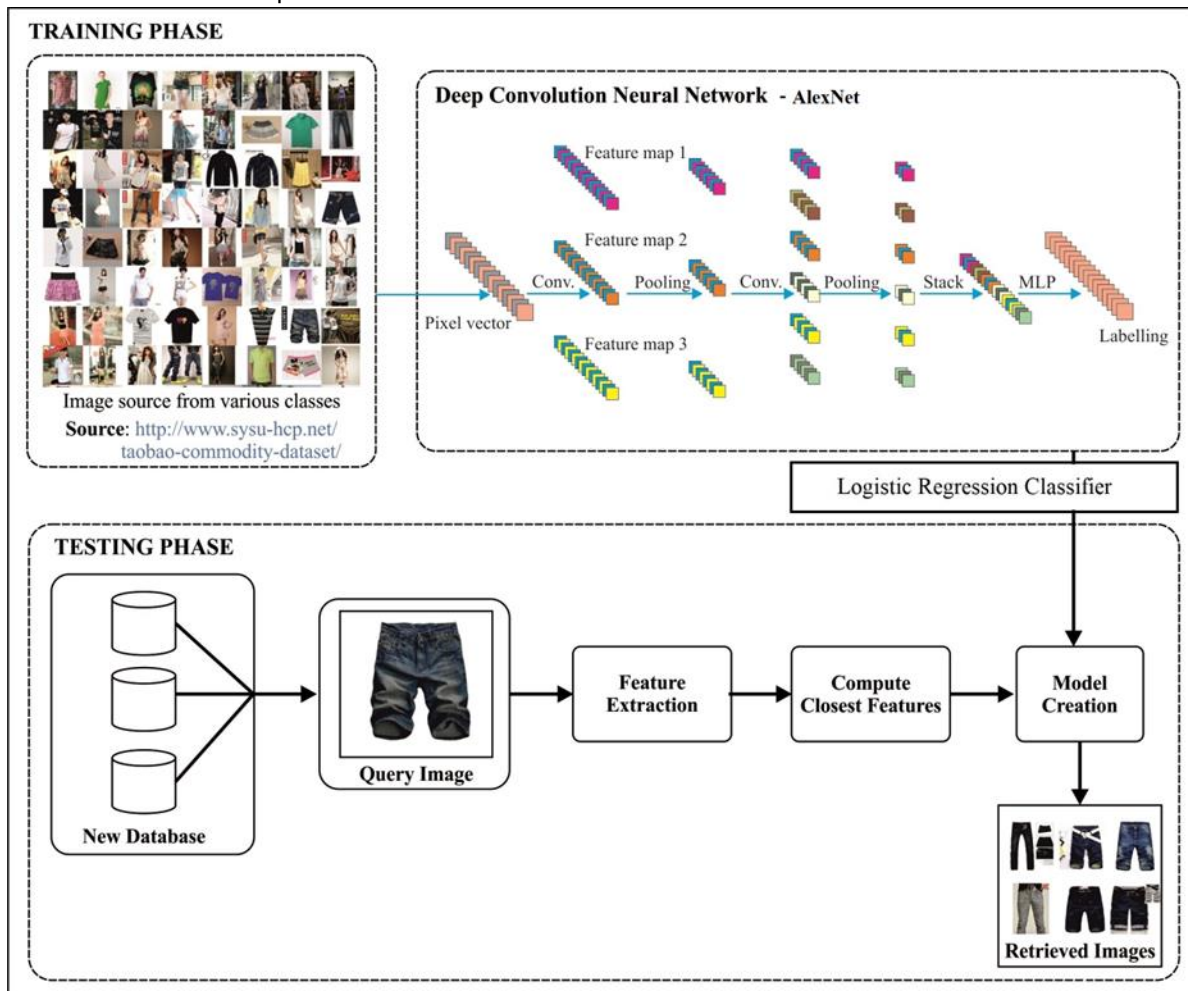 TRAINING PHASE
Image source from various classes
Source: http://www.sysu-hcp.net/
taobao-commodity-dataset/
Deep Convolution Neural Network - AlexNet
Feature map 1
Feature map 2
Feature map 3
Pixel vector
Conv.
Pooling
Conv.
Pooling
Stack
MLP
Labelling
Logistic Regression Classifier
TESTING PHASE
New Database
Query Image
Feature
Extraction
Compute
Closest Features
Model
Creation
Retrieved Images